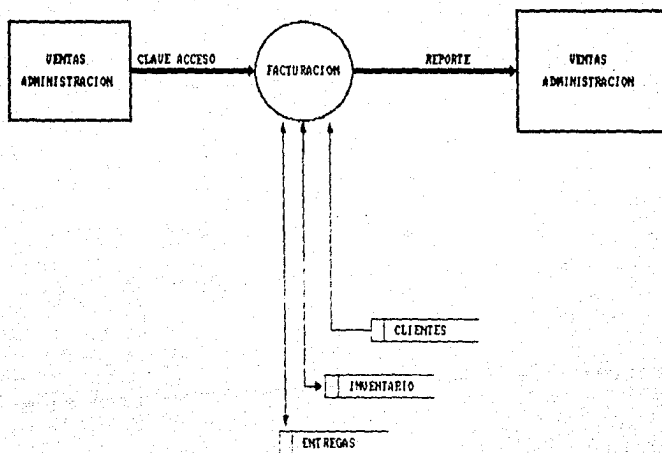 VENTAS
ADMINISTRACION
CLAVE ACCESO
FACTURACION
REPORTE
VENTAS
ADMINISTRACION
CLIENTES
INVENTARIO
ENTREGAS